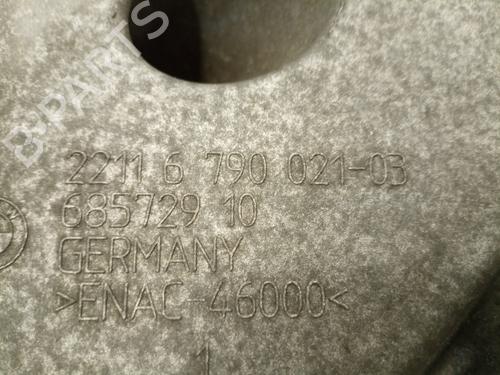 B-PARTS
2211 6 790 021-03
685729 10
GERMANY
>ENAC-46000<
1